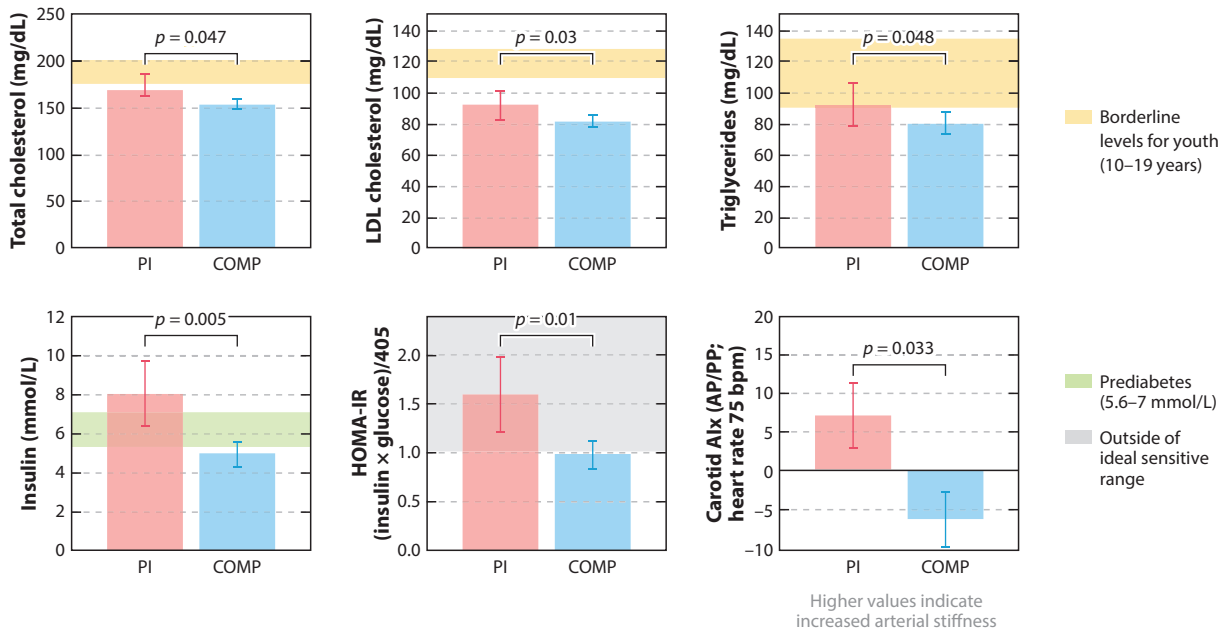 Total cholesterol (mg/dL)
250
200
150
100
50
0
p = 0.047
PI
COMP
LDL cholesterol (mg/dL)
140
120
100
80
60
40
20
0
p = 0.03
PI
COMP
Triglycerides (mg/dL)
140
120
100
80
60
40
20
0
p = 0.048
PI
COMP
Borderline
levels for youth
(10–19 years)
Insulin (mmol/L)
12
10
8
6
4
2
0
p = 0.005
PI
COMP
HOMA-IR
(insulin × glucose)/405
2.0
1.5
1.0
0.5
0.0
p = 0.01
PI
COMP
Carotid AIx (AP/PP;
heart rate 75 bpm)
20
15
10
5
0
–5
–10
p = 0.033
PI
COMP
Higher values indicate
increased arterial stiffness
Prediabetes
(5.6–7 mmol/L)
Outside of
ideal sensitive
range